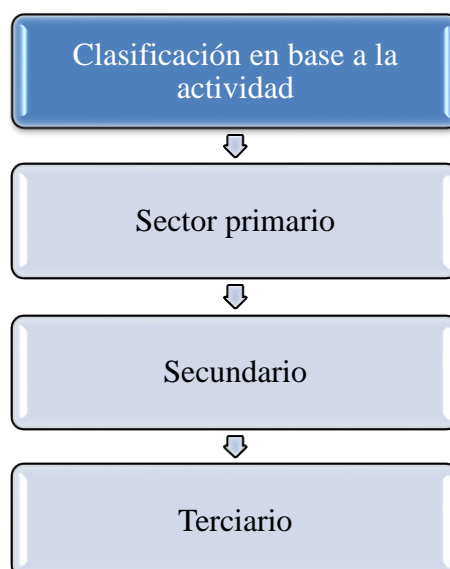 Clasificación en base a la
actividad
Sector primario
Secundario
Terciario